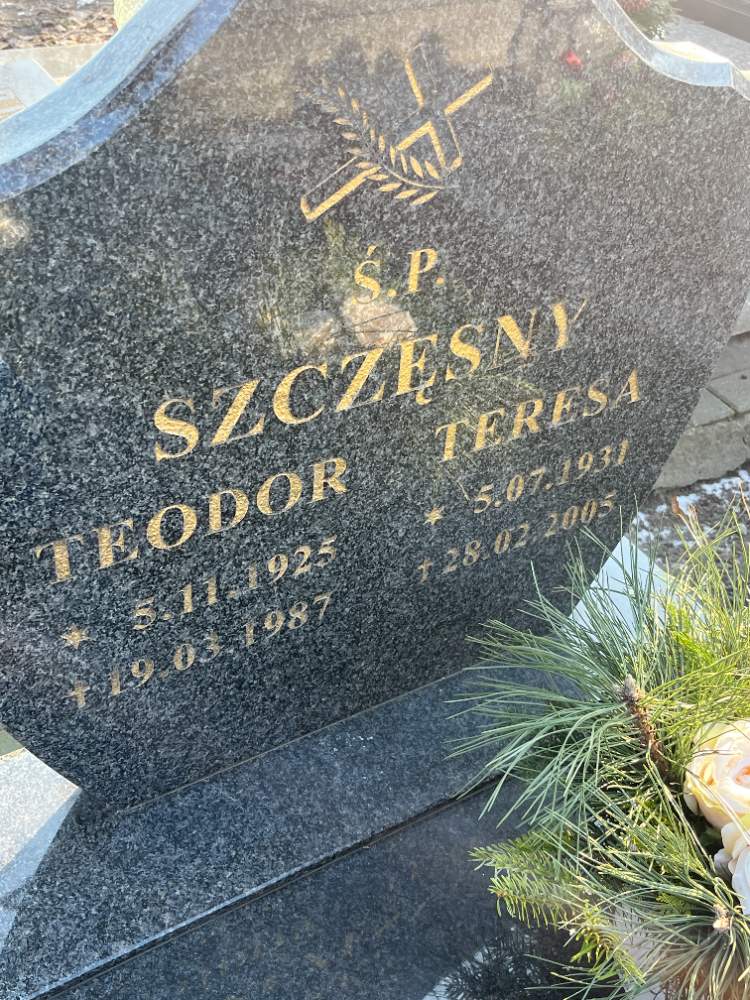 Ś.P.
SZCZĘSNY
TEODOR
* 5.11.1925
† 19.03.1987
TERESA
* 5.07.1931
† 28.02.2005